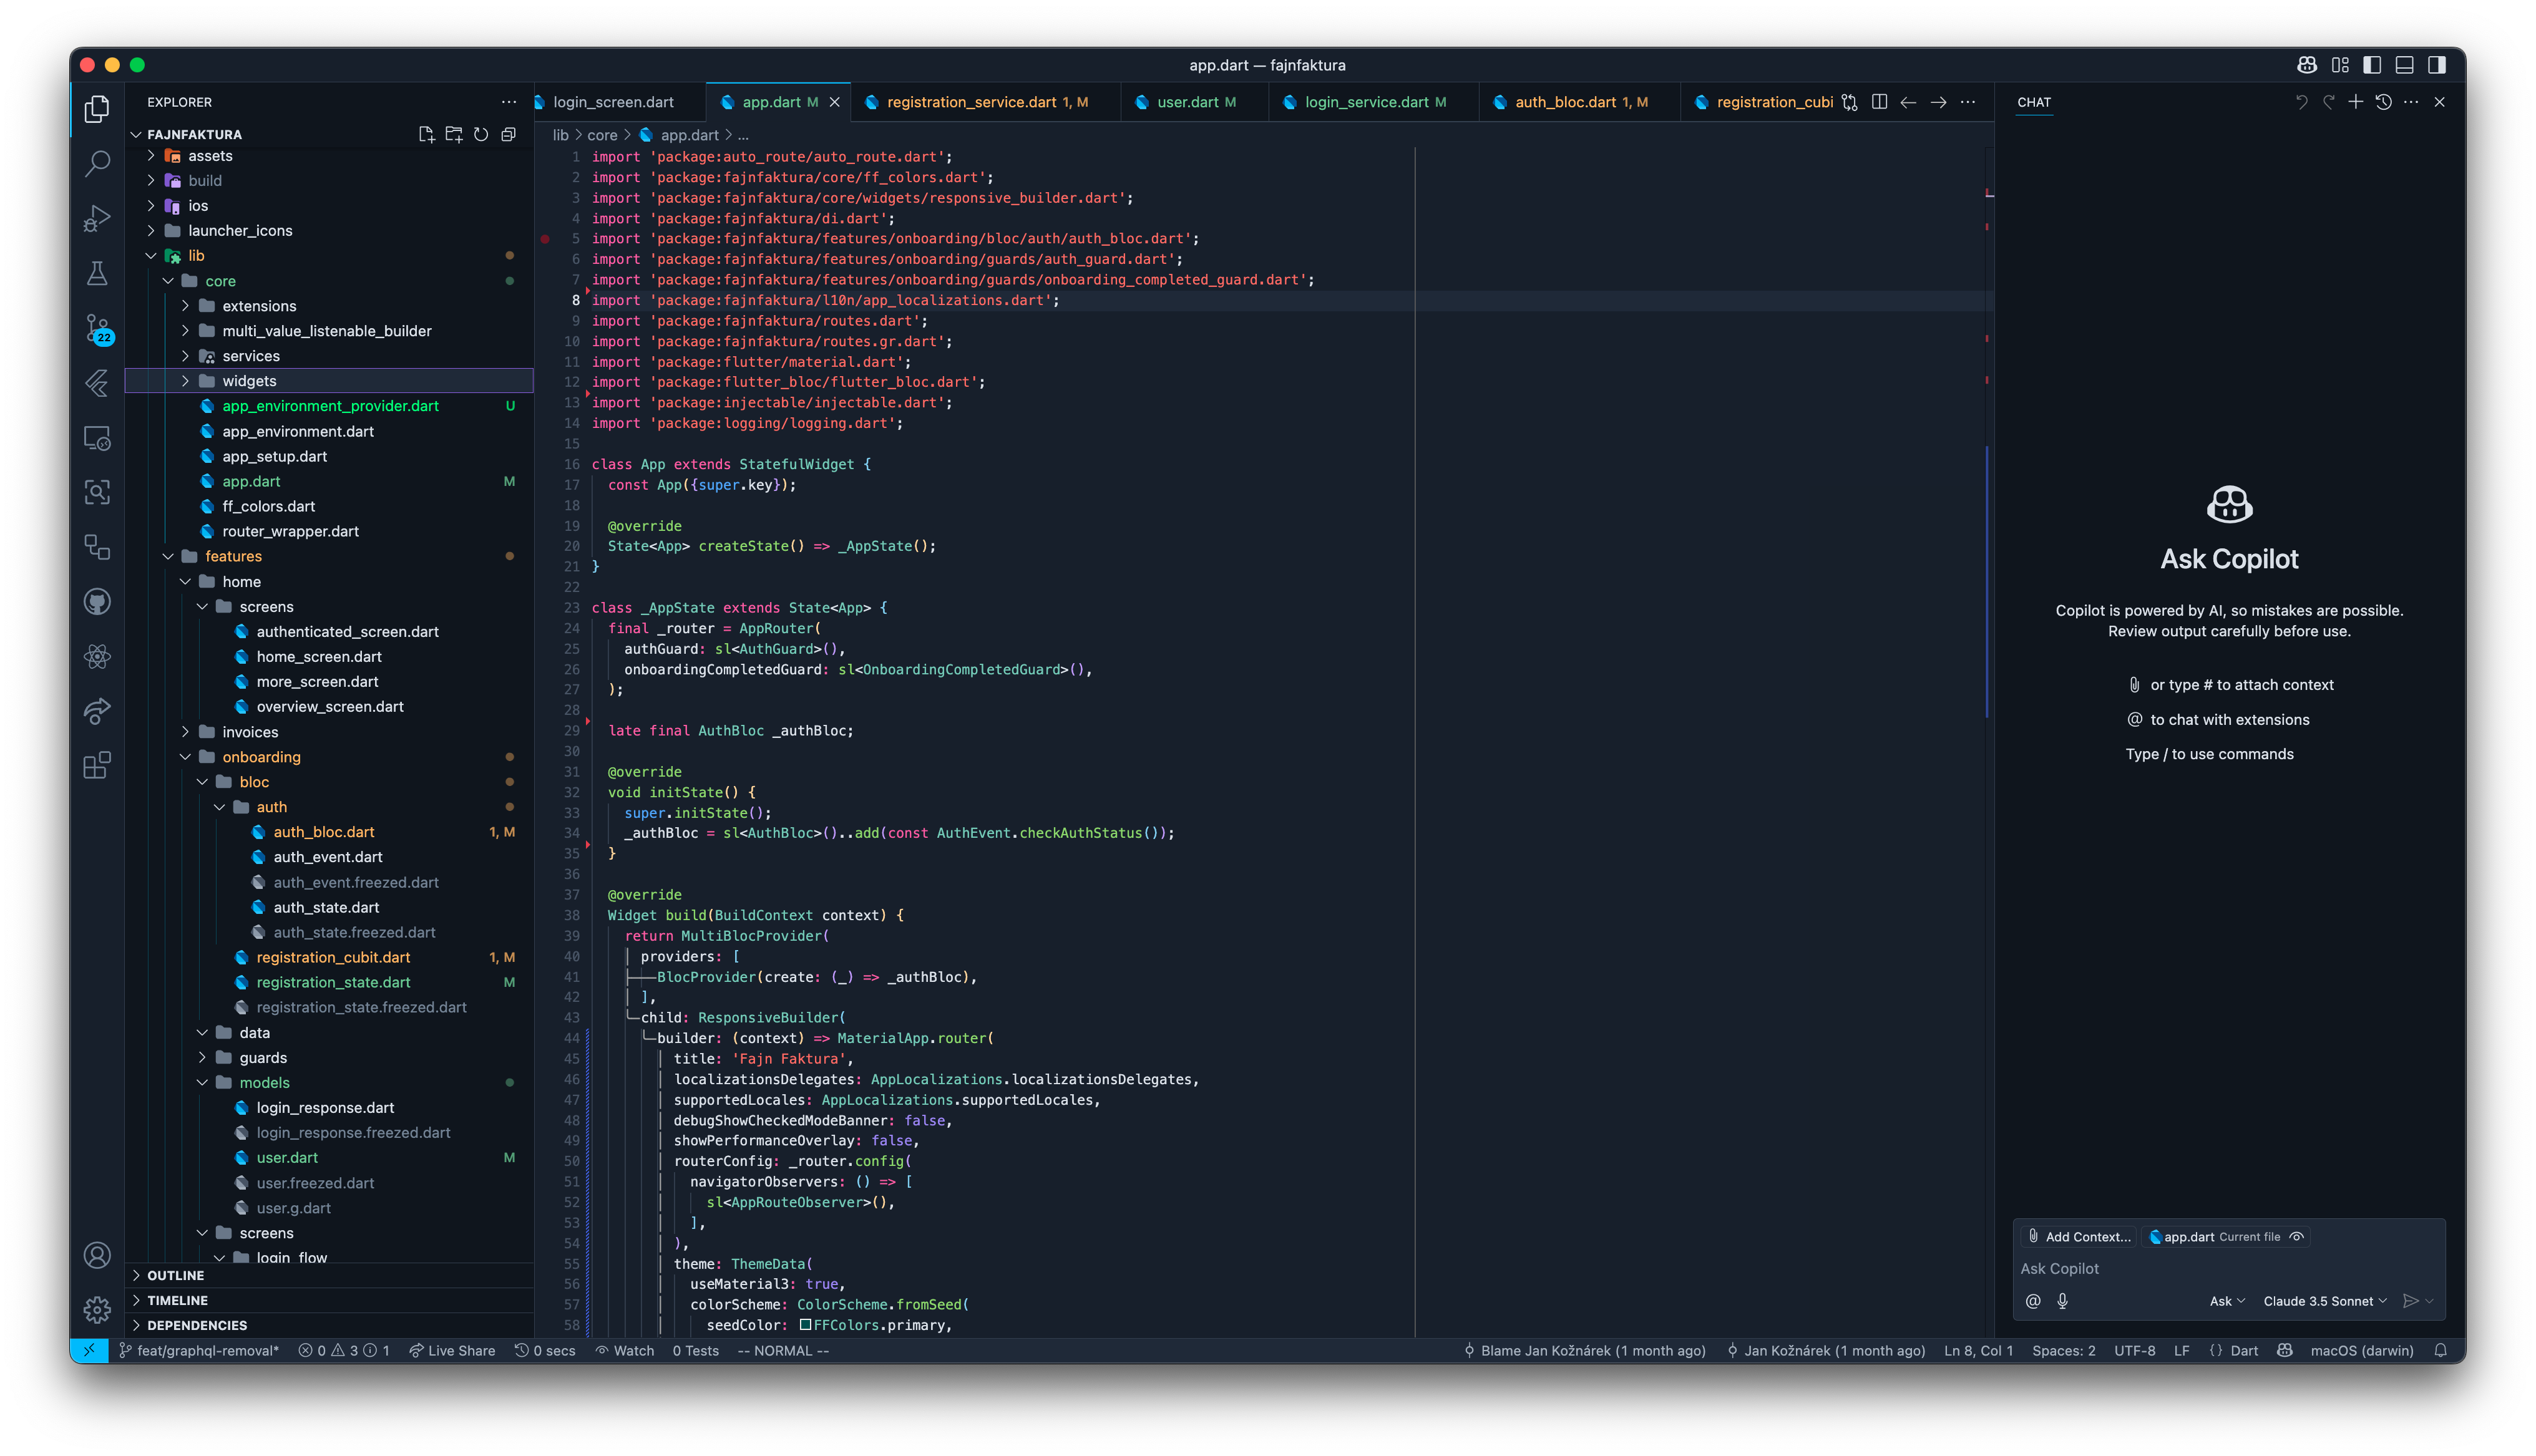 app.dart — fajnfaktura
EXPLORER
FAJNFAKTURA
assets
build
ios
launcher_icons
lib
core
extensions
multi_value_listenable_builder
services
widgets
app_environment_provider.dart U
app_environment.dart
app_setup.dart
app.dart M
ff_colors.dart
router_wrapper.dart
features
home
screens
authenticated_screen.dart
home_screen.dart
more_screen.dart
overview_screen.dart
invoices
onboarding
bloc
auth
auth_bloc.dart 1, M
auth_event.dart
auth_event.freezed.dart
auth_state.dart
auth_state.freezed.dart
registration_cubit.dart 1, M
registration_state.dart M
registration_state.freezed.dart
data
guards
models
login_response.dart
login_response.freezed.dart
user.dart M
user.freezed.dart
user.g.dart
screens
login_flow
OUTLINE
TIMELINE
DEPENDENCIES
22
login_screen.dart app.dart M registration_service.dart 1, M user.dart M login_service.dart M auth_bloc.dart 1, M registration_cubi
lib > core > app.dart > ...
1 import 'package:auto_route/auto_route.dart';
2 import 'package:fajnfaktura/core/ff_colors.dart';
3 import 'package:fajnfaktura/core/widgets/responsive_builder.dart';
4 import 'package:fajnfaktura/di.dart';
5 import 'package:fajnfaktura/features/onboarding/bloc/auth/auth_bloc.dart';
6 import 'package:fajnfaktura/features/onboarding/guards/auth_guard.dart';
7 import 'package:fajnfaktura/features/onboarding/guards/onboarding_completed_guard.dart';
8 import 'package:fajnfaktura/l10n/app_localizations.dart';
9 import 'package:fajnfaktura/routes.dart';
10 import 'package:fajnfaktura/routes.gr.dart';
11 import 'package:flutter/material.dart';
12 import 'package:flutter_bloc/flutter_bloc.dart';
13 import 'package:injectable/injectable.dart';
14 import 'package:logging/logging.dart';
15
16 class App extends StatefulWidget {
17 const App({super.key});
18
19 @override
20 State<App> createState() => _AppState();
21 }
22
23 class _AppState extends State<App> {
24 final _router = AppRouter(
25 authGuard: sl<AuthGuard>(),
26 onboardingCompletedGuard: sl<OnboardingCompletedGuard>(),
27 );
28
29 late final AuthBloc _authBloc;
30
31 @override
32 void initState() {
33 super.initState();
34 _authBloc = sl<AuthBloc>()..add(const AuthEvent.checkAuthStatus());
35 }
36
37 @override
38 Widget build(BuildContext context) {
39 return MultiBlocProvider(
40 providers: [
41 BlocProvider(create: (_) => _authBloc),
42 ],
43 child: ResponsiveBuilder(
44 builder: (context) => MaterialApp.router(
45 title: 'Fajn Faktura',
46 localizationsDelegates: AppLocalizations.localizationsDelegates,
47 supportedLocales: AppLocalizations.supportedLocales,
48 debugShowCheckedModeBanner: false,
49 showPerformanceOverlay: false,
50 routerConfig: _router.config(
51 navigatorObservers: () => [
52 sl<AppRouteObserver>(),
53 ],
54 ),
55 theme: ThemeData(
56 useMaterial3: true,
57 colorScheme: ColorScheme.fromSeed(
58 seedColor: FFColors.primary,
CHAT
Ask Copilot
Copilot is powered by AI, so mistakes are possible.
Review output carefully before use.
or type # to attach context
@ to chat with extensions
Type / to use commands
Add Context... app.dart Current file
Ask Copilot
@ Ask Claude 3.5 Sonnet
feat/graphql-removal* 0 3 1 Live Share 0 secs Watch 0 Tests -- NORMAL -- Blame Jan Kožnárek (1 month ago) Jan Kožnárek (1 month ago) Ln 8, Col 1 Spaces: 2 UTF-8 LF {} Dart macOS (darwin)